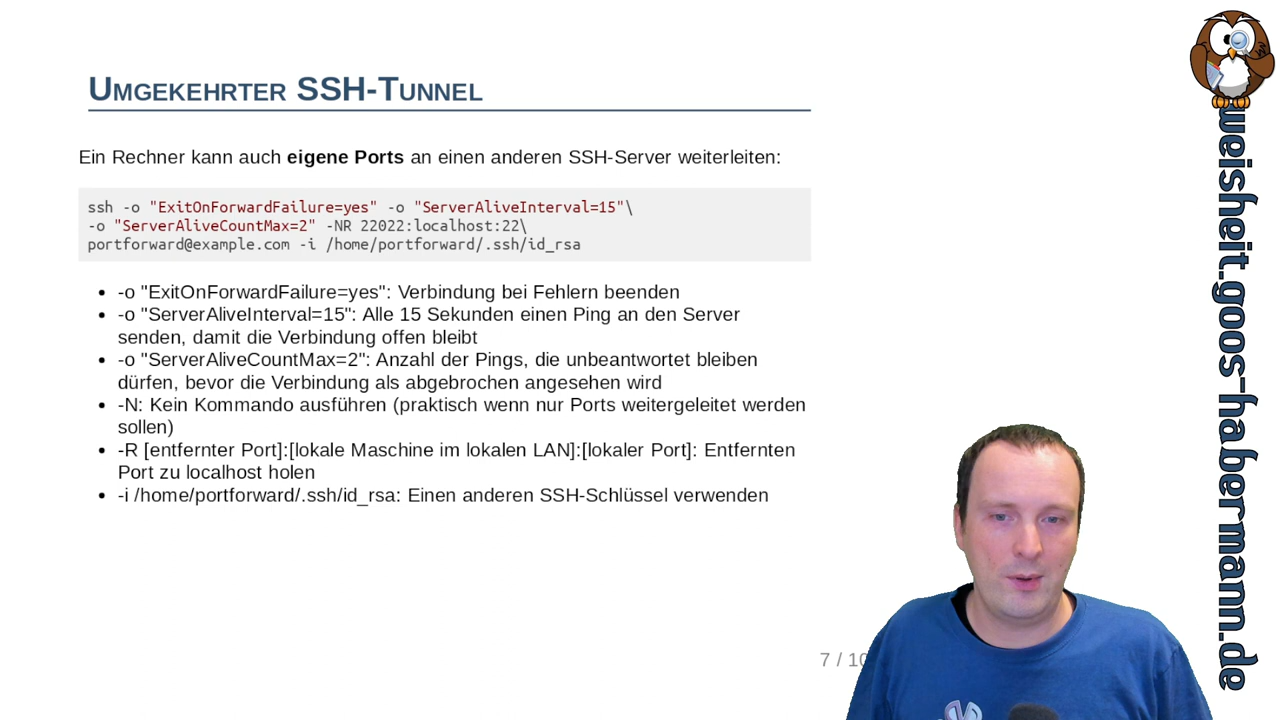 Umgekehrter SSH-Tunnel
Ein Rechner kann auch eigene Ports an einen anderen SSH-Server weiterleiten:
ssh -o "ExitOnForwardFailure=yes" -o "ServerAliveInterval=15"\
-o "ServerAliveCountMax=2" -NR 22022:localhost:22\
portforward@example.com -i /home/portforward/.ssh/id_rsa
• -o "ExitOnForwardFailure=yes": Verbindung bei Fehlern beenden
• -o "ServerAliveInterval=15": Alle 15 Sekunden einen Ping an den Server
senden, damit die Verbindung offen bleibt
• -o "ServerAliveCountMax=2": Anzahl der Pings, die unbeantwortet bleiben
dürfen, bevor die Verbindung als abgebrochen angesehen wird
• -N: Kein Kommando ausführen (praktisch wenn nur Ports weitergeleitet werden
sollen)
• -R [entfernter Port]:[lokale Maschine im lokalen LAN]:[lokaler Port]: Entfernten
Port zu localhost holen
• -i /home/portforward/.ssh/id_rsa: Einen anderen SSH-Schlüssel verwenden
7 / 10
weisheit.goos-habermann.de